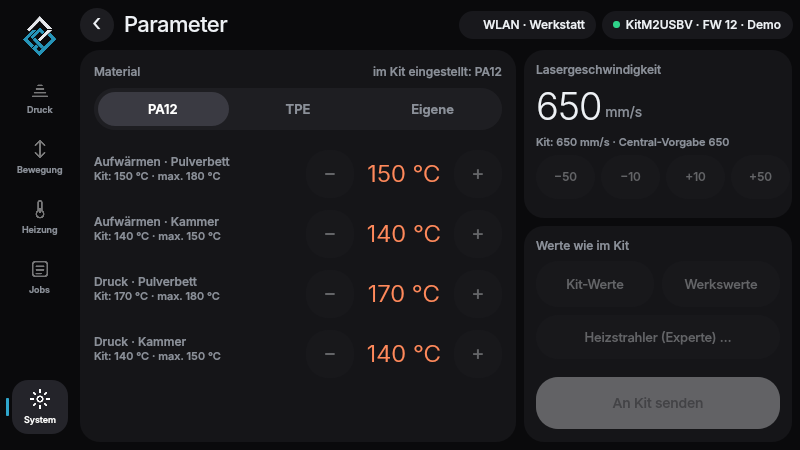 Parameter
WLAN · Werkstatt
KitM2USBV · FW 12 · Demo
Druck
Bewegung
Heizung
Jobs
System
Material
im Kit eingestellt: PA12
PA12
TPE
Eigene
Aufwärmen · Pulverbett
Kit: 150 °C · max. 180 °C
− 150 °C +
Aufwärmen · Kammer
Kit: 140 °C · max. 150 °C
− 140 °C +
Druck · Pulverbett
Kit: 170 °C · max. 180 °C
− 170 °C +
Druck · Kammer
Kit: 140 °C · max. 150 °C
− 140 °C +
Lasergeschwindigkeit
650 mm/s
Kit: 650 mm/s · Central-Vorgabe 650
−50
−10
+10
+50
Werte wie im Kit
Kit-Werte
Werkswerte
Heizstrahler (Experte) ...
An Kit senden